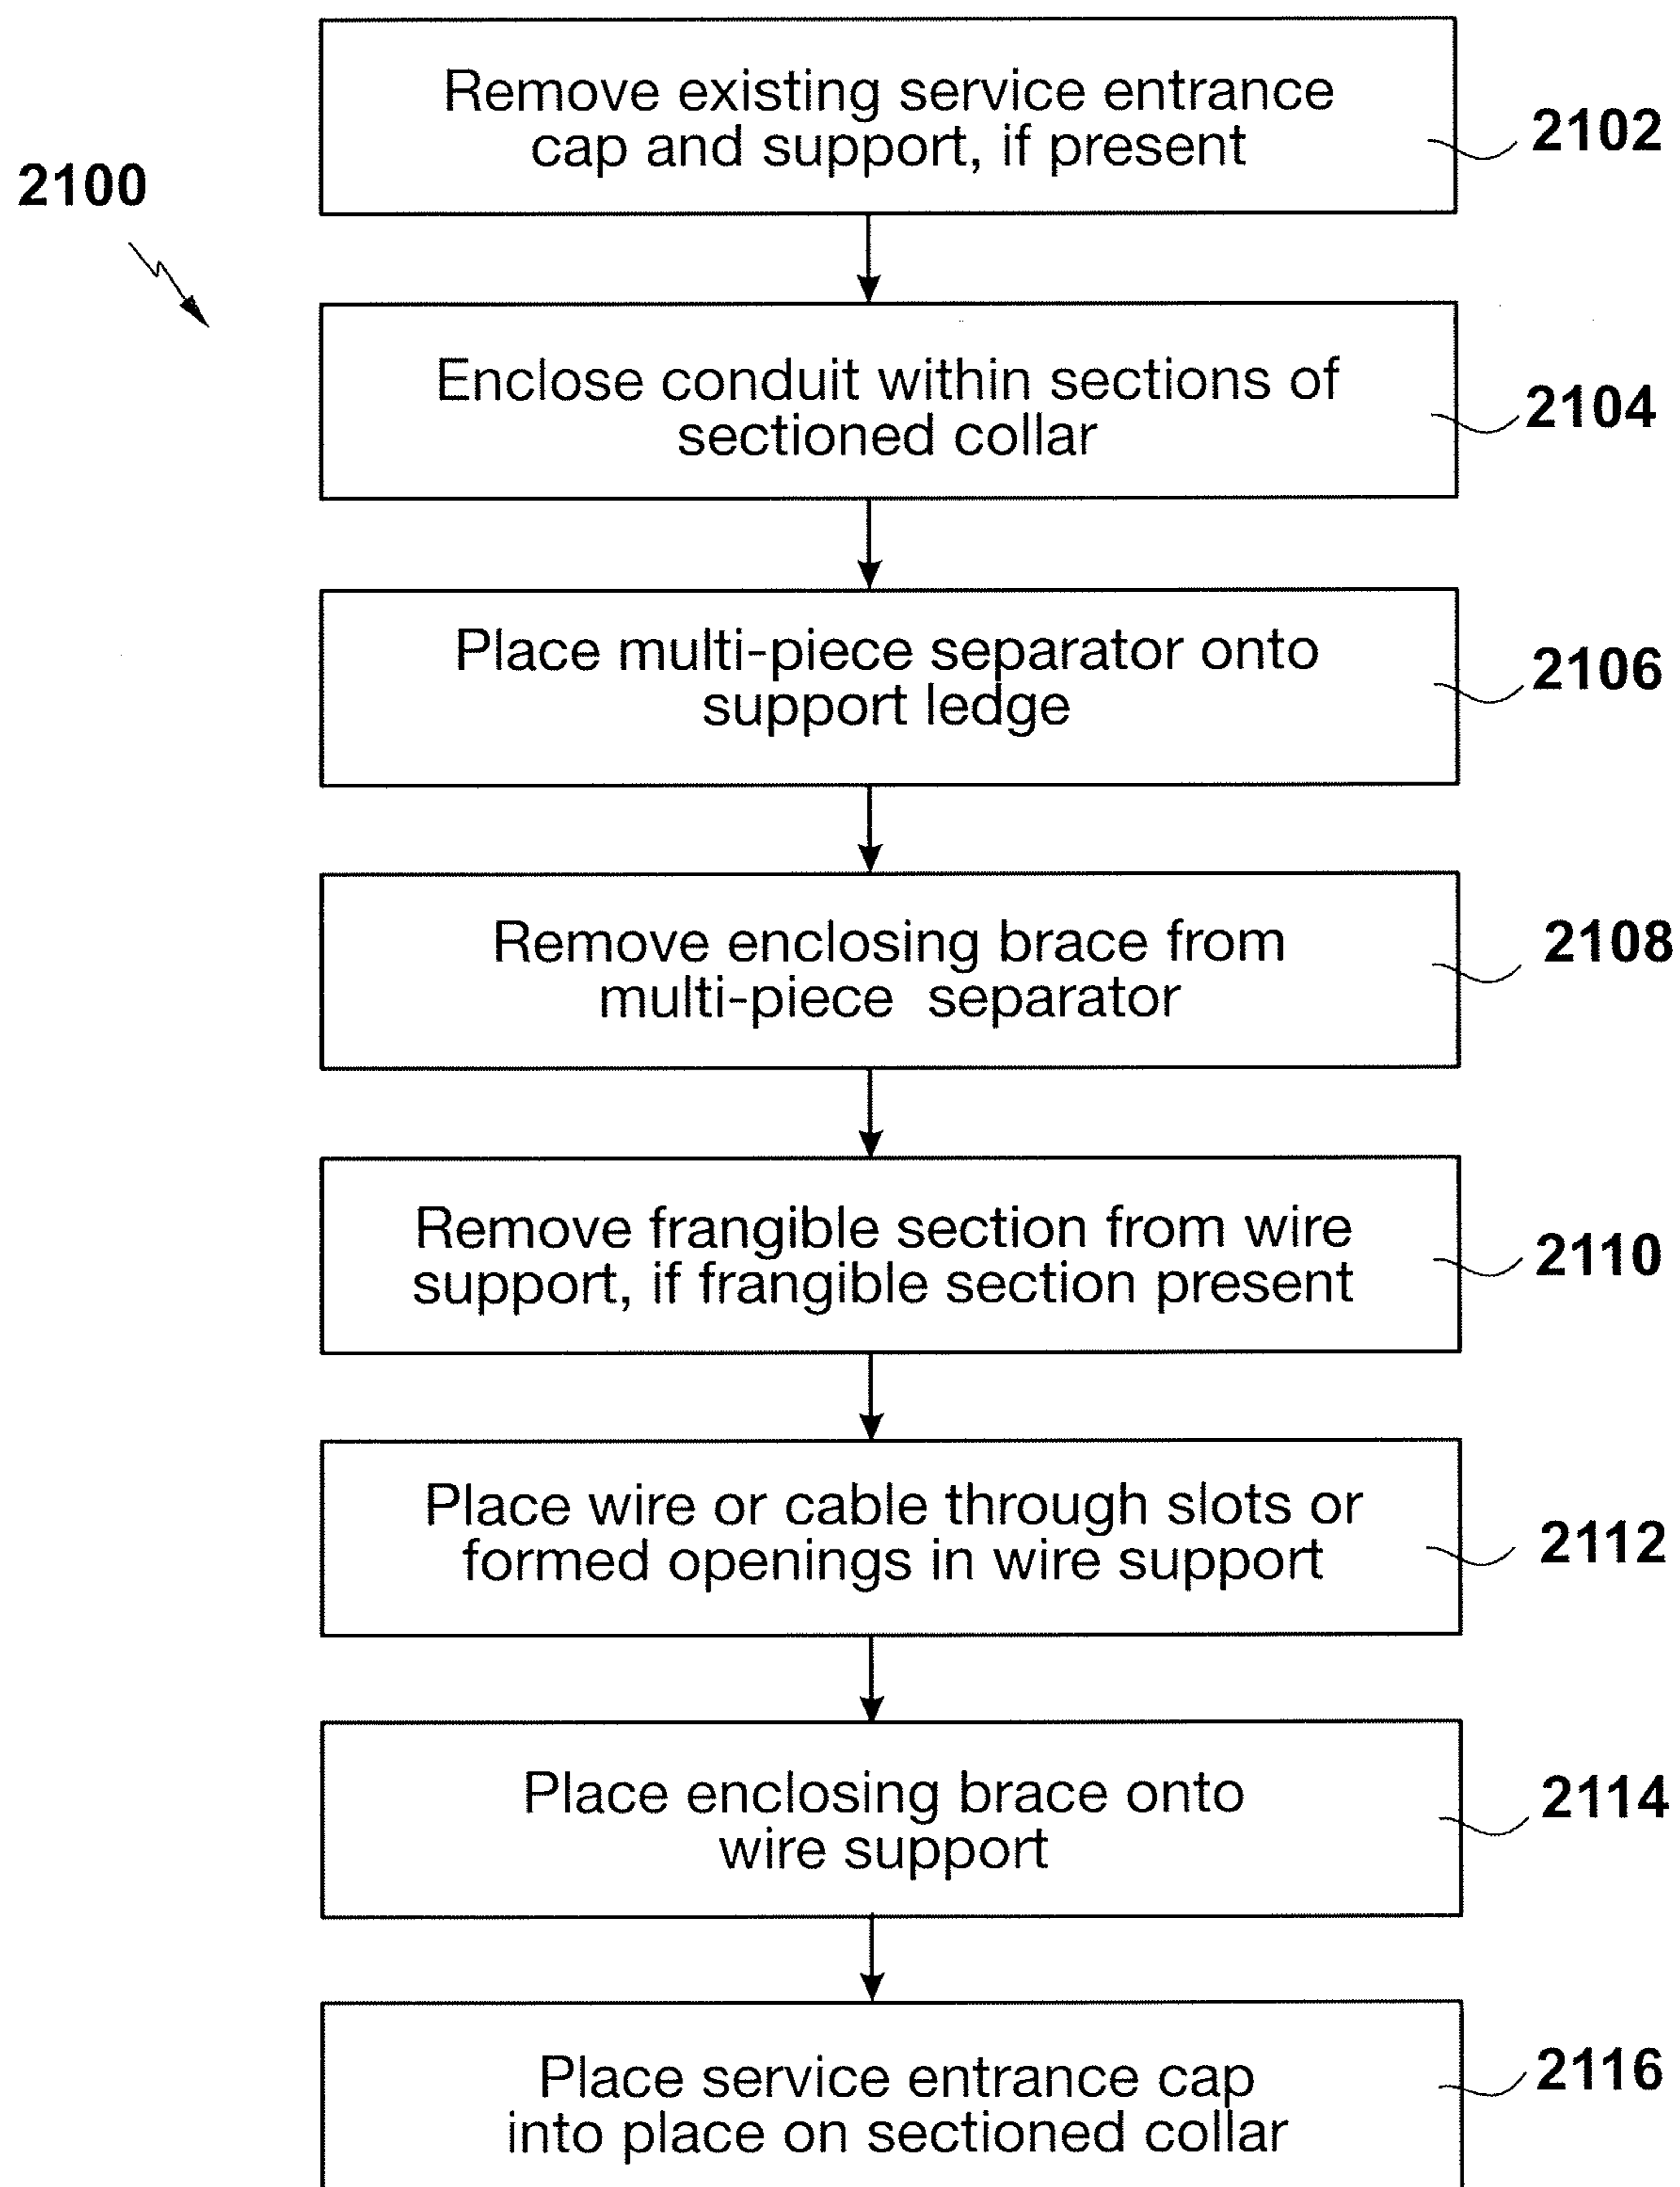 Remove existing service entrance
cap and support, if present
2102
2100
Enclose conduit within sections of
sectioned collar
2104
Place multi-piece separator onto
support ledge
2106
Remove enclosing brace from
multi-piece separator
2108
Remove frangible section from wire
support, if frangible section present
2110
Place wire or cable through slots or
formed openings in wire support
2112
Place enclosing brace onto
wire support
2114
Place service entrance cap
into place on sectioned collar
2116